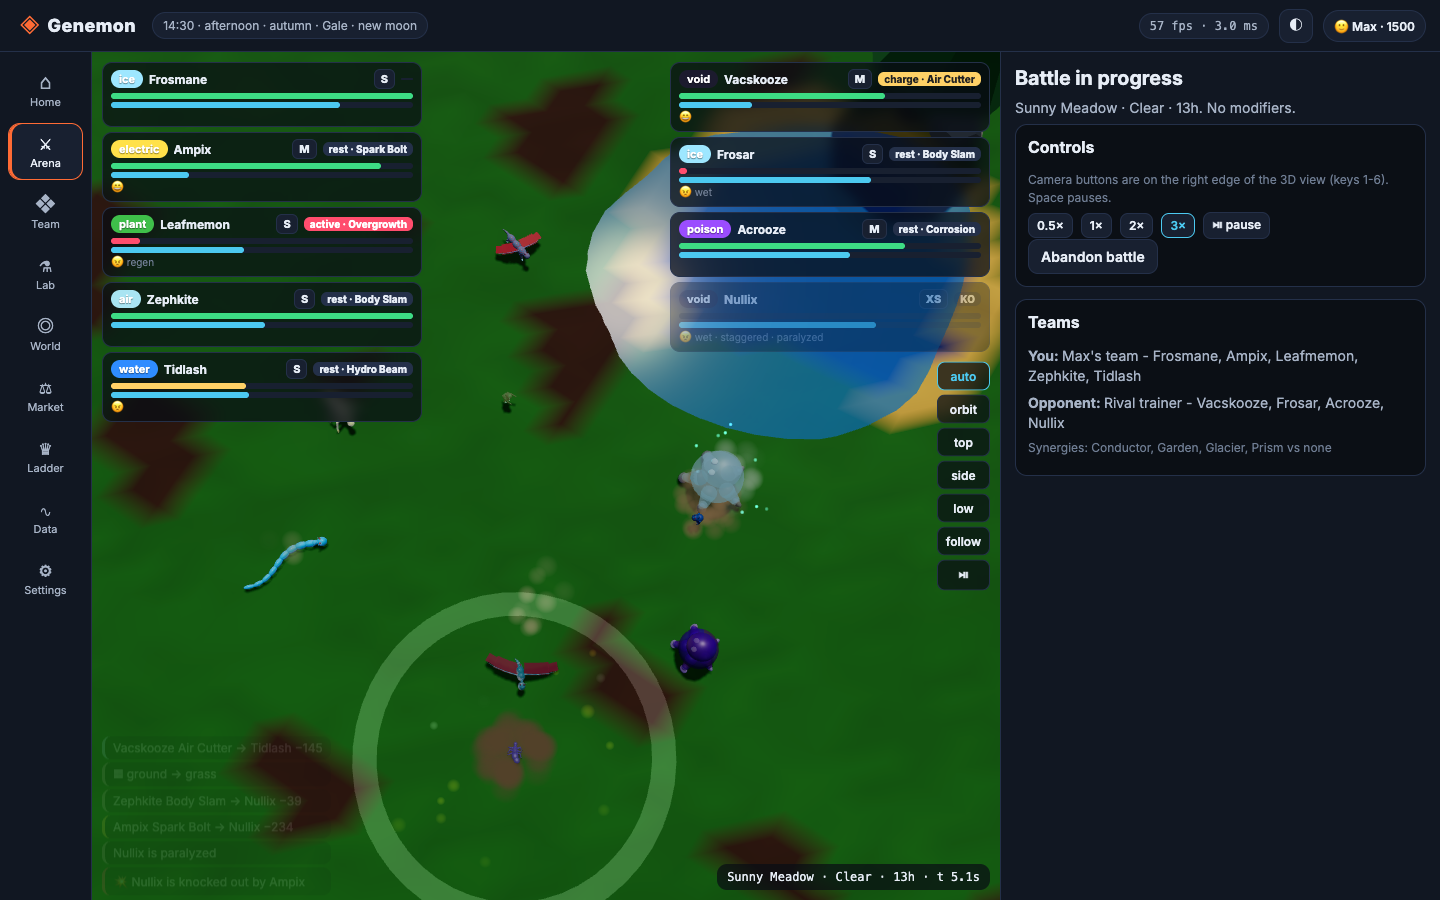 Genemon
14:30 · afternoon · autumn · Gale · new moon
57 fps · 3.0 ms
Max · 1500
Home
Arena
Team
Lab
World
Market
Ladder
Data
Settings
ice Frosmane S
electric Ampix M rest · Spark Bolt
plant Leafmemon S active · Overgrowth
regen
air Zephkite S rest · Body Slam
water Tidlash S rest · Hydro Beam
void Vacskooze M charge · Air Cutter
ice Frosar S rest · Body Slam
wet
poison Acrooze M rest · Corrosion
void Nullix XS KO
wet · staggered · paralyzed
auto
orbit
top
side
low
follow
Vacskooze Air Cutter → Tidlash −145
ground → grass
Zephkite Body Slam → Nullix −39
Ampix Spark Bolt → Nullix −234
Nullix is paralyzed
Nullix is knocked out by Ampix
Sunny Meadow · Clear · 13h · t 5.1s
Battle in progress
Sunny Meadow · Clear · 13h. No modifiers.
Controls
Camera buttons are on the right edge of the 3D view (keys 1-6).
Space pauses.
0.5× 1× 2× 3× pause
Abandon battle
Teams
You: Max's team - Frosmane, Ampix, Leafmemon,
Zephkite, Tidlash
Opponent: Rival trainer - Vacskooze, Frosar, Acrooze,
Nullix
Synergies: Conductor, Garden, Glacier, Prism vs none